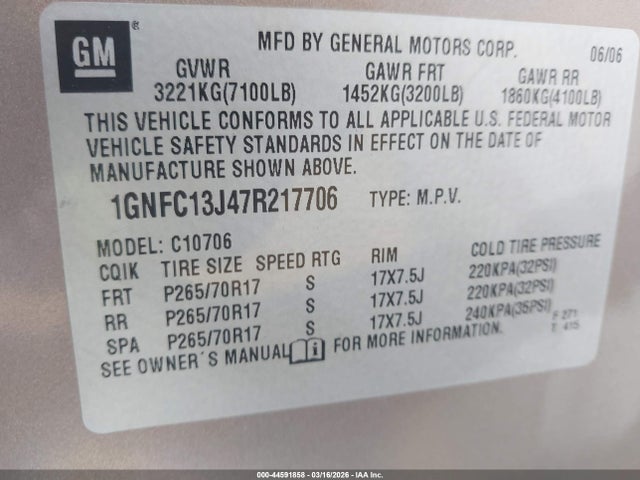 GM ®
MFD BY GENERAL MOTORS CORP. 06/06
GVWR GAWR FRT GAWR RR
3221KG(7100LB) 1452KG(3200LB) 1860KG(4100LB)
THIS VEHICLE CONFORMS TO ALL APPLICABLE U.S. FEDERAL MOTOR
VEHICLE SAFETY STANDARDS IN EFFECT ON THE DATE OF
MANUFACTURE SHOWN ABOVE.
1GNFC13J47R217706 TYPE: M.P.V.
MODEL: C10706
CQIK TIRE SIZE SPEED RTG RIM COLD TIRE PRESSURE
FRT P265/70R17 S 17X7.5J 220KPA(32PSI)
RR P265/70R17 S 17X7.5J 220KPA(32PSI)
SPA P265/70R17 S 17X7.5J 240KPA(35PSI)
F 271
T 415
SEE OWNER´S MANUAL i FOR MORE INFORMATION.
000-44591858 - 03/16/2026 - IAA Inc.